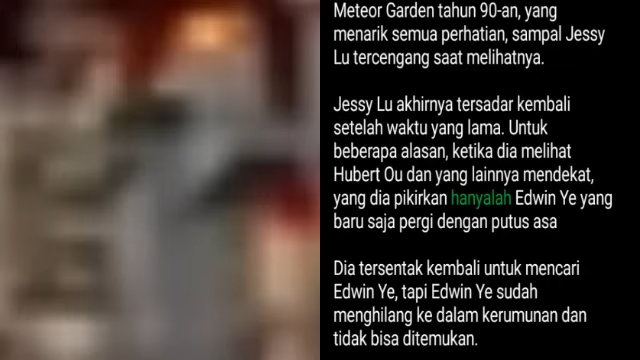 Meteor Garden tahun 90-an, yang
menarik semua perhatian, sampal Jessy
Lu tercengang saat melihatnya.
Jessy Lu akhirnya tersadar kembali
setelah waktu yang lama. Untuk
beberapa alasan, ketika dia melihat
Hubert Ou dan yang lainnya mendekat,
yang dia pikirkan hanyalah Edwin Ye yang
baru saja pergi dengan putus asa
Dia tersentak kembali untuk mencari
Edwin Ye, tapi Edwin Ye sudah
menghilang ke dalam kerumunan dan
tidak bisa ditemukan.